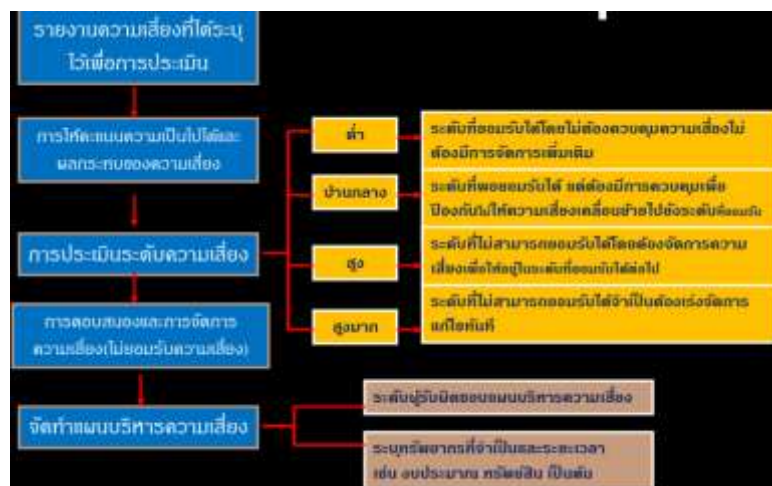 รายงานความเสี่ยงที่ได้ระบุ
ไว้เพื่อการประเมิน
การให้คะแนนความเป็นไปได้และ
ผลกระทบของความเสี่ยง
การประเมินระดับความเสี่ยง
ต่ำ
ระดับที่ยอมรับได้โดยไม่ต้องควบคุมความเสี่ยงไม่
ต้องมีการจัดการเพิ่มเติม
ปานกลาง
ระดับที่พอยอมรับได้ แต่ต้องมีการควบคุมเพื่อ
ป้องกันไม่ให้ความเสี่ยงเคลื่อนย้ายไปยังระดับที่ยอมรับ
สูง
ระดับที่ไม่สามารถยอมรับได้โดยต้องจัดการความ
เสี่ยงเพื่อให้อยู่ในระดับที่ยอมรับได้ต่อไป
สูงมาก
ระดับที่ไม่สามารถยอมรับได้จำเป็นต้องเร่งจัดการ
แก้ไขทันที
การตอบสนองและการจัดการ
ความเสี่ยง(ไม่ยอมรับความเสี่ยง)
จัดทำแผนบริหารความเสี่ยง
ระดับผู้รับผิดชอบแผนบริหารความเสี่ยง
ระบุทรัพยากรที่จำเป็นและระยะเวลา
เช่น งบประมาณ ทรัพย์สิน เป็นต้น